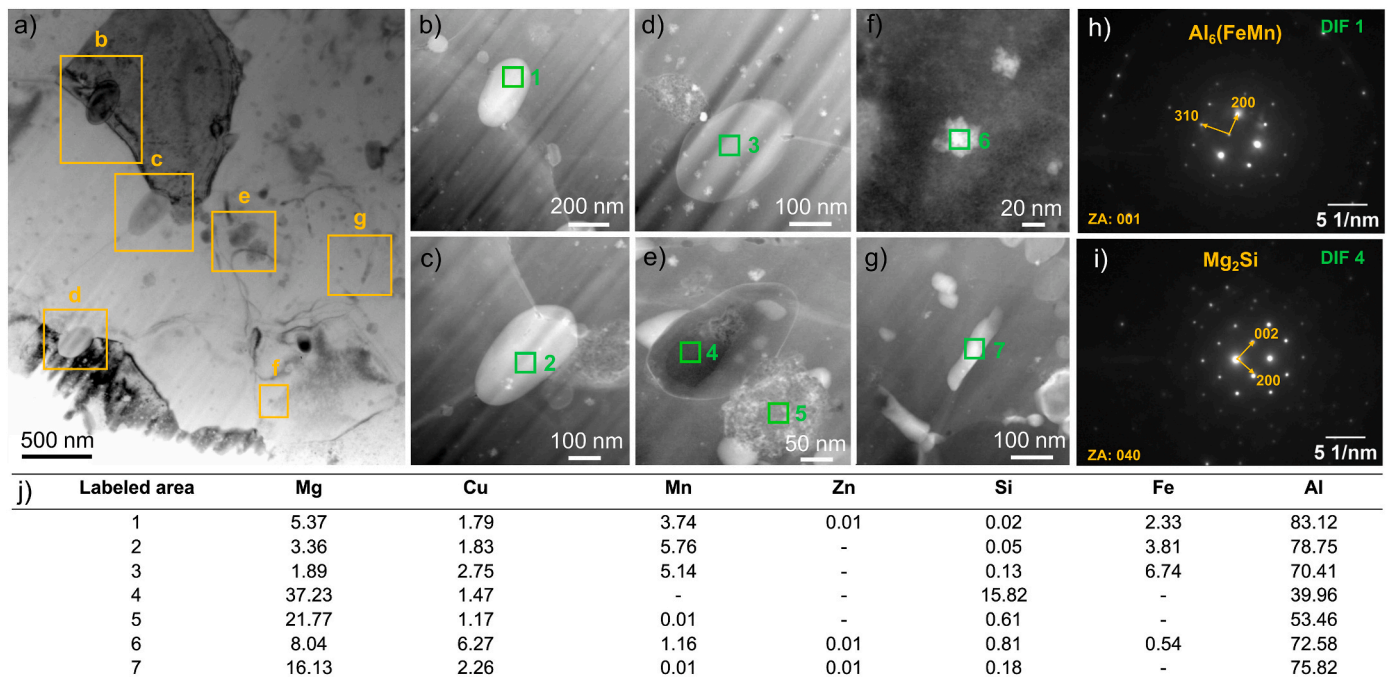 a)
b
c
e
g
d
f
500 nm
b)
1
200 nm
c)
2
100 nm
d)
3
100 nm
e)
4
5
50 nm
f)
6
20 nm
g)
7
100 nm
h)
Al6(FeMn)
DIF 1
200
310
ZA: 001
5 1/nm
i)
Mg2Si
DIF 4
002
200
ZA: 040
5 1/nm
j) Labeled area Mg Cu Mn Zn Si Fe Al
1 5.37 1.79 3.74 0.01 0.02 2.33 83.12
2 3.36 1.83 5.76 - 0.05 3.81 78.75
3 1.89 2.75 5.14 - 0.13 6.74 70.41
4 37.23 1.47 - - 15.82 - 39.96
5 21.77 1.17 0.01 - 0.61 - 53.46
6 8.04 6.27 1.16 0.01 0.81 0.54 72.58
7 16.13 2.26 0.01 0.01 0.18 - 75.82